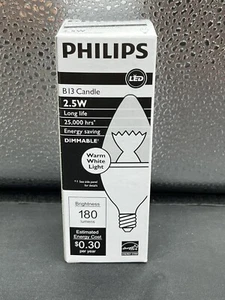 PHILIPS
LED
B13 Candle
2.5W
Long life
25,000 hrs*
Energy saving
DIMMABLE*
Warm
White
Light
Brightness
180
lumens
Estimated
Energy Cost
$0.30
per year